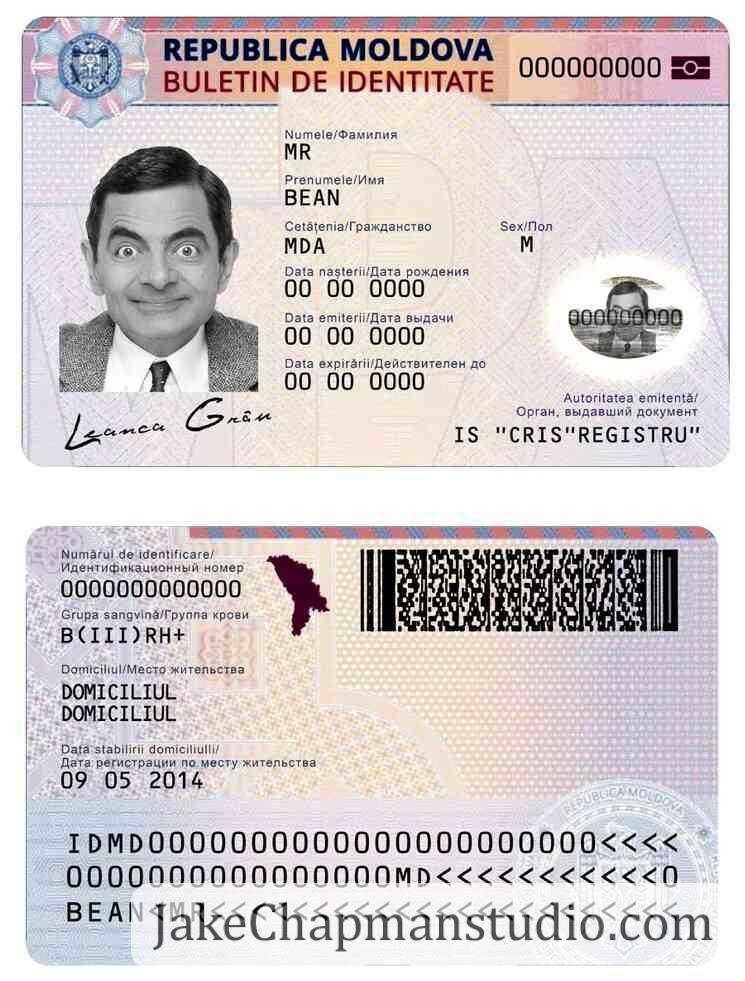 REPUBLICA MOLDOVA
BULETIN DE IDENTITATE
000000000
Numele/Фамилия
MR
Prenumele/Имя
BEAN
Cetățenia/Гражданство
MDA
Sex/Пол
M
Data nașterii/Дата рождения
00 00 0000
Data emiterii/Дата выдачи
00 00 0000
Data expirării/Действителен до
00 00 0000
000000000
Autoritatea emitentă/
Орган, выдавший документ
IS "CRIS"REGISTRU"
Leanca Grâu
Numărul de identificare/
Идентификационный номер
0000000000000
Grupa sangvină/Группа крови
B(III)RH+
Domiciliul/Место жительства
DOMICILIUL
DOMICILIUL
Data stabilirii domiciliulli/
Дата регистрации по месту жительства
09 05 2014
REPUBLICA MOLDOVA
IDMD00000000000000000000000<<<<
00000000000000000MD<<<<<<<<<<<0
BEAN<MR<<<<<<<<<<<<<<<<<<<<<<<
JakeChapmanstudio.com